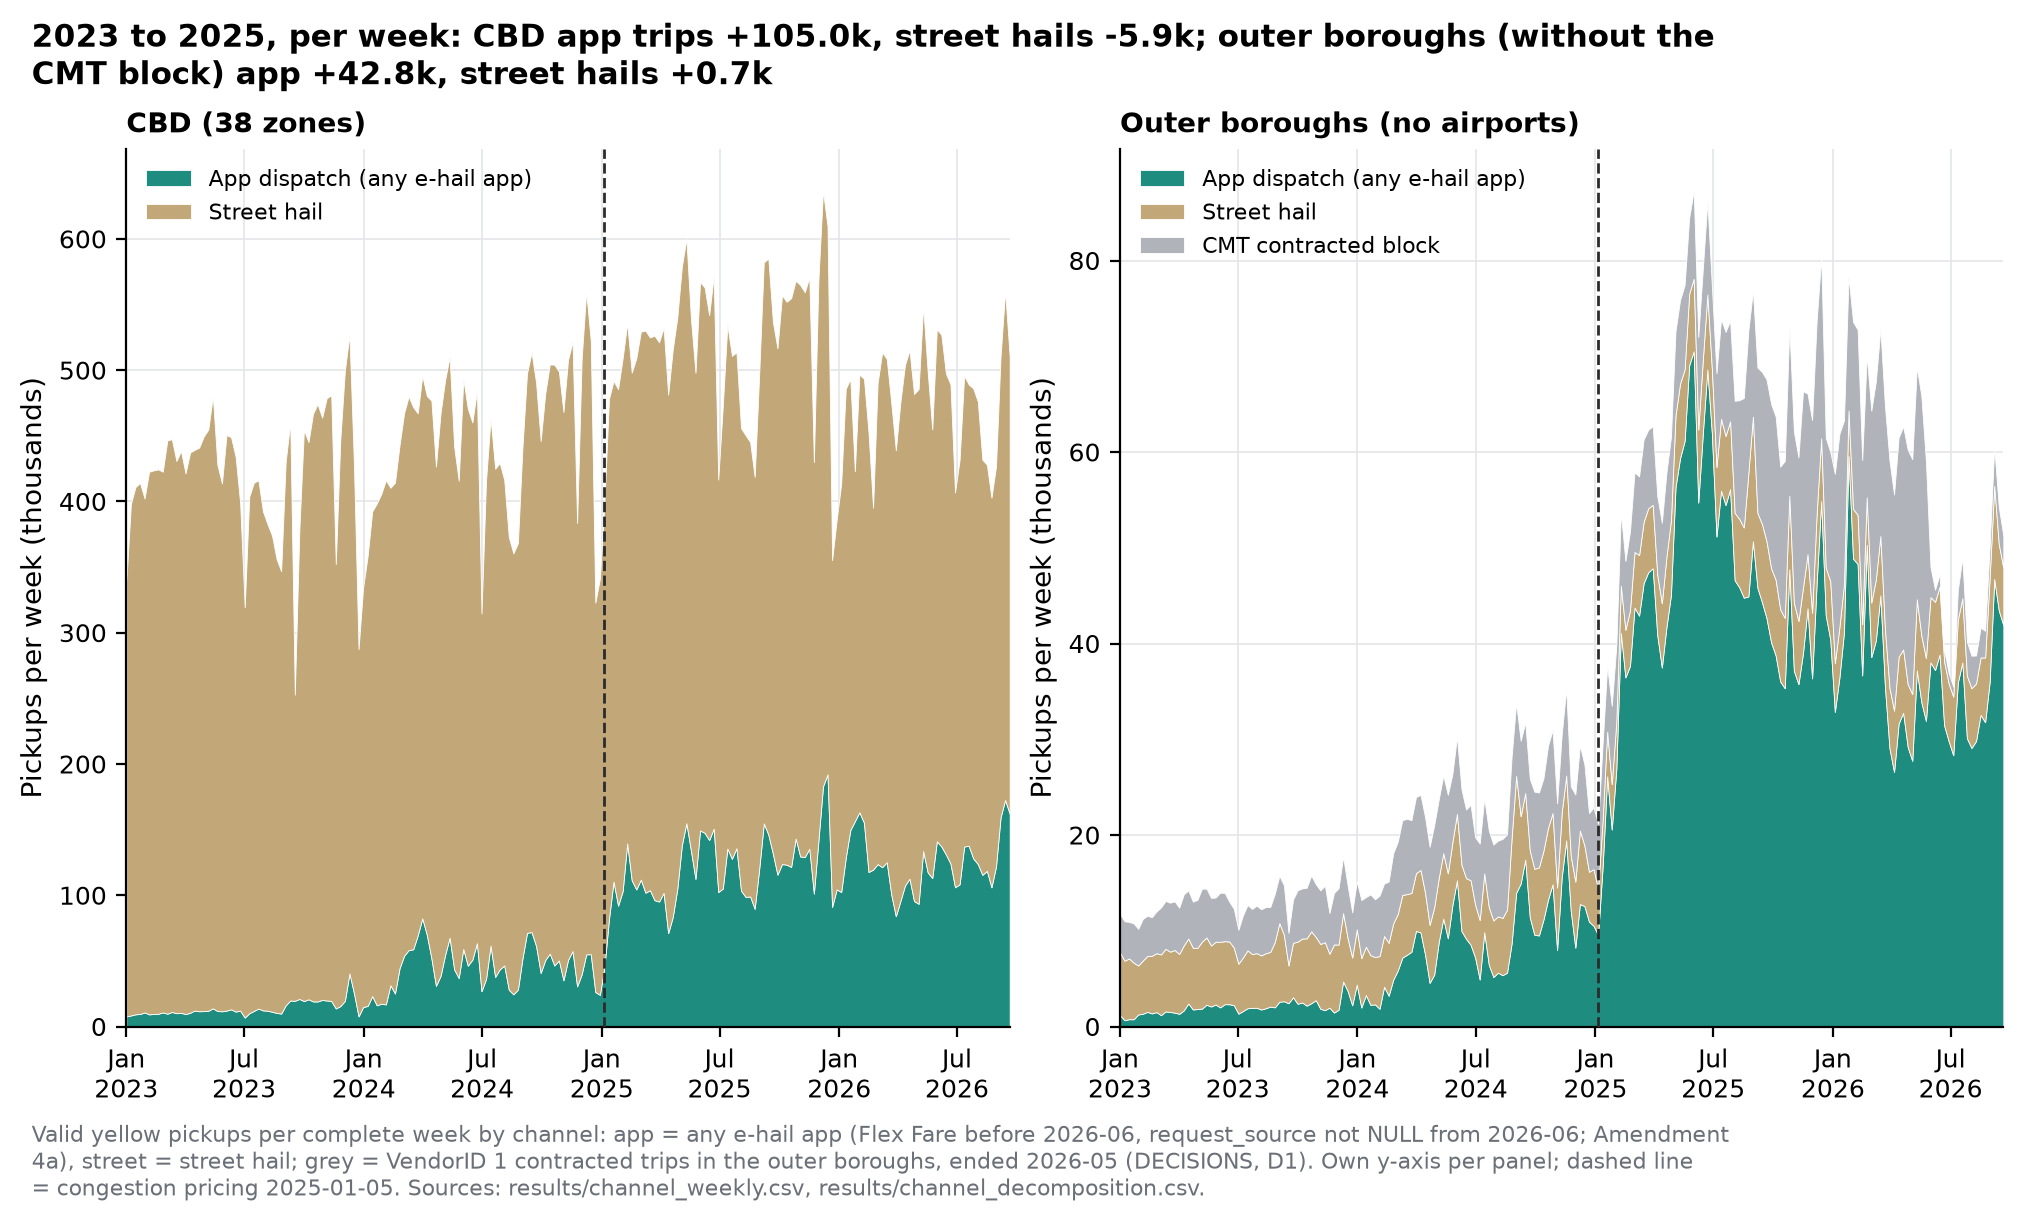 2023 to 2025, per week: CBD app trips +105.0k, street hails -5.9k; outer boroughs (without the
CMT block) app +42.8k, street hails +0.7k
CBD (38 zones)
App dispatch (any e-hail app)
Street hail
Pickups per week (thousands)
600
500
400
300
200
100
0
Jan 2023
Jul 2023
Jan 2024
Jul 2024
Jan 2025
Jul 2025
Jan 2026
Jul 2026
Outer boroughs (no airports)
App dispatch (any e-hail app)
Street hail
CMT contracted block
Pickups per week (thousands)
80
60
40
20
0
Jan 2023
Jul 2023
Jan 2024
Jul 2024
Jan 2025
Jul 2025
Jan 2026
Jul 2026
Valid yellow pickups per complete week by channel: app = any e-hail app (Flex Fare before 2026-06, request_source not NULL from 2026-06; Amendment
4a), street = street hail; grey = VendorID 1 contracted trips in the outer boroughs, ended 2026-05 (DECISIONS, D1). Own y-axis per panel; dashed line
= congestion pricing 2025-01-05. Sources: results/channel_weekly.csv, results/channel_decomposition.csv.